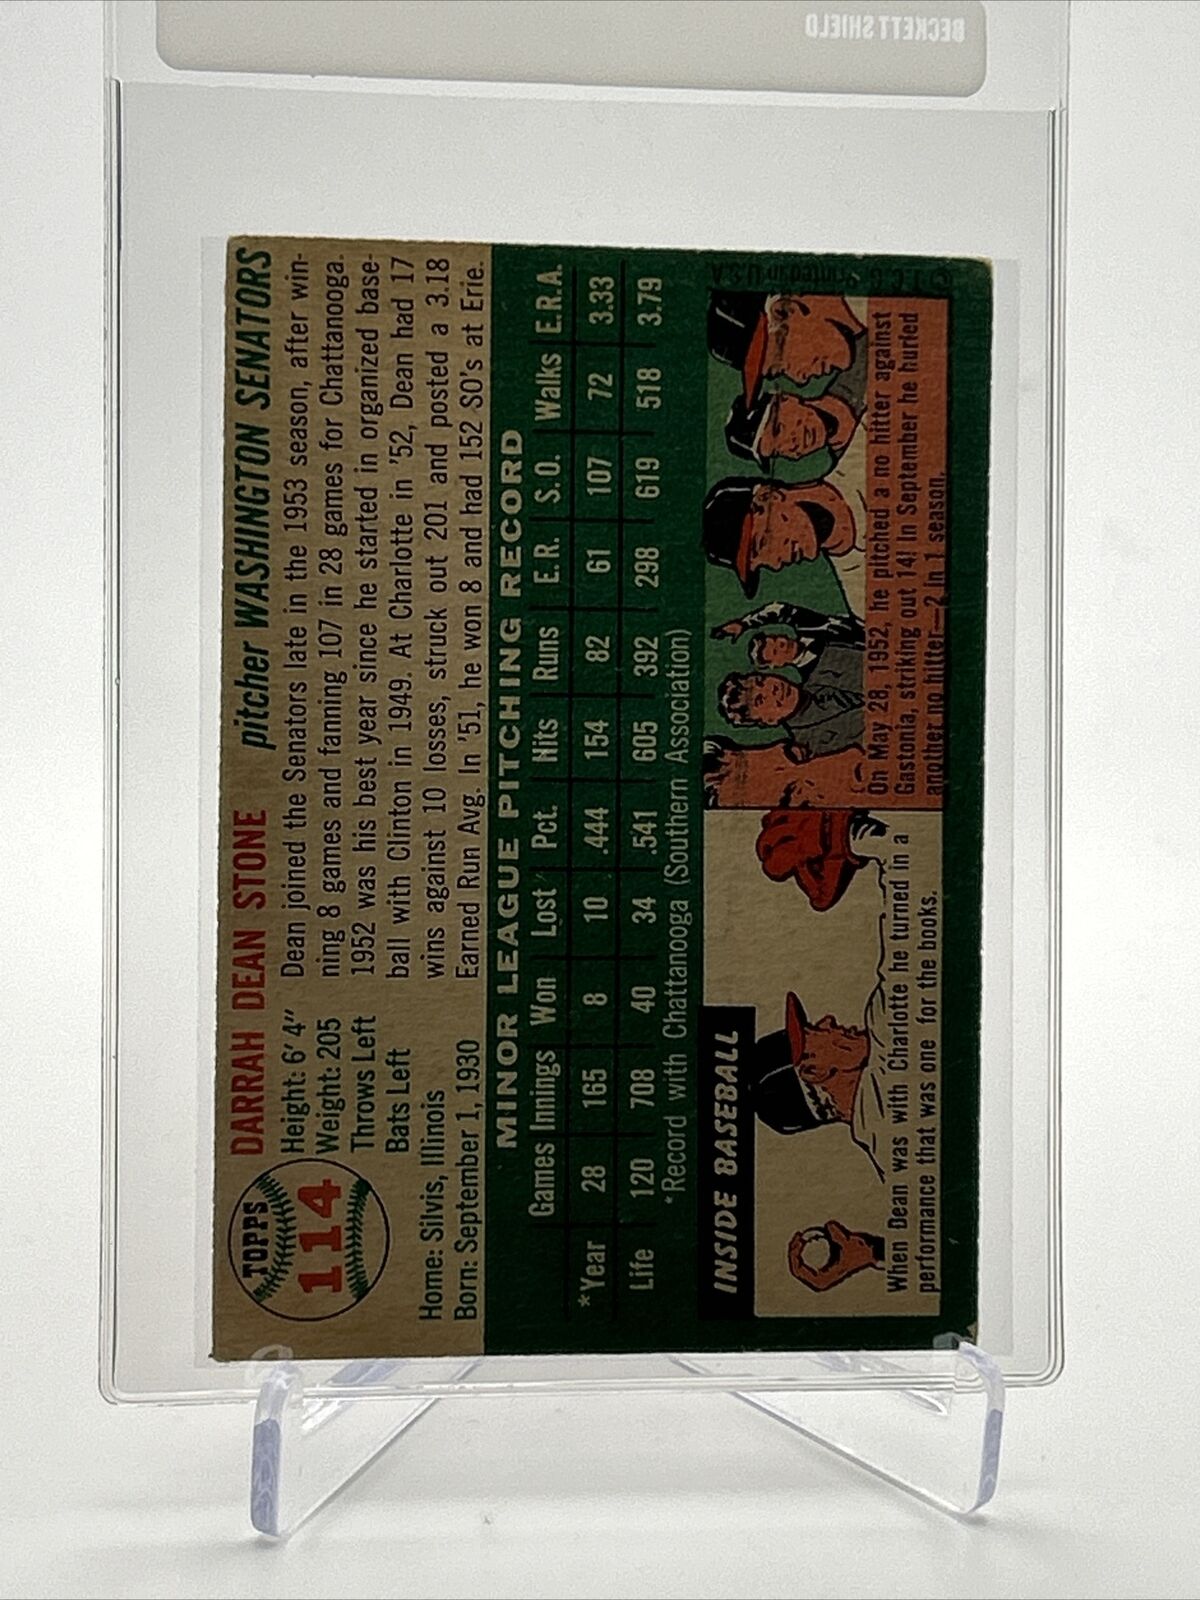 BECKETT SHIELD
TOPPS
114
DARRAH DEAN STONE
pitcher WASHINGTON SENATORS
Height: 6' 4"
Weight: 205
Throws Left
Bats Left
Home: Silvis, Illinois
Born: September 1, 1930
Dean joined the Senators late in the 1953 season, after win-
ning 8 games and fanning 107 in 28 games for Chattanooga.
1952 was his best year since he started in organized base-
ball with Clinton in 1949. At Charlotte in '52, Dean had 17
wins against 10 losses, struck out 201 and posted a 3.18
Earned Run Avg. In '51, he won 8 and had 152 SO's at Erie.
MINOR LEAGUE PITCHING RECORD
Games Innings Won Lost Pct. Hits Runs E.R. S.O. Walks E.R.A.
*Year 28 165 8 10 .444 154 82 61 107 72 3.33
Life 120 708 40 34 .541 605 392 298 619 518 3.79
*Record with Chattanooga (Southern Association)
INSIDE BASEBALL
When Dean was with Charlotte he turned in a
performance that was one for the books.
On May 28, 1952, he pitched a no hitter against
Gastonia, striking out 14! In September he hurled
another no hitter—2 in 1 season.
© T.C.G. Printed in U.S.A.